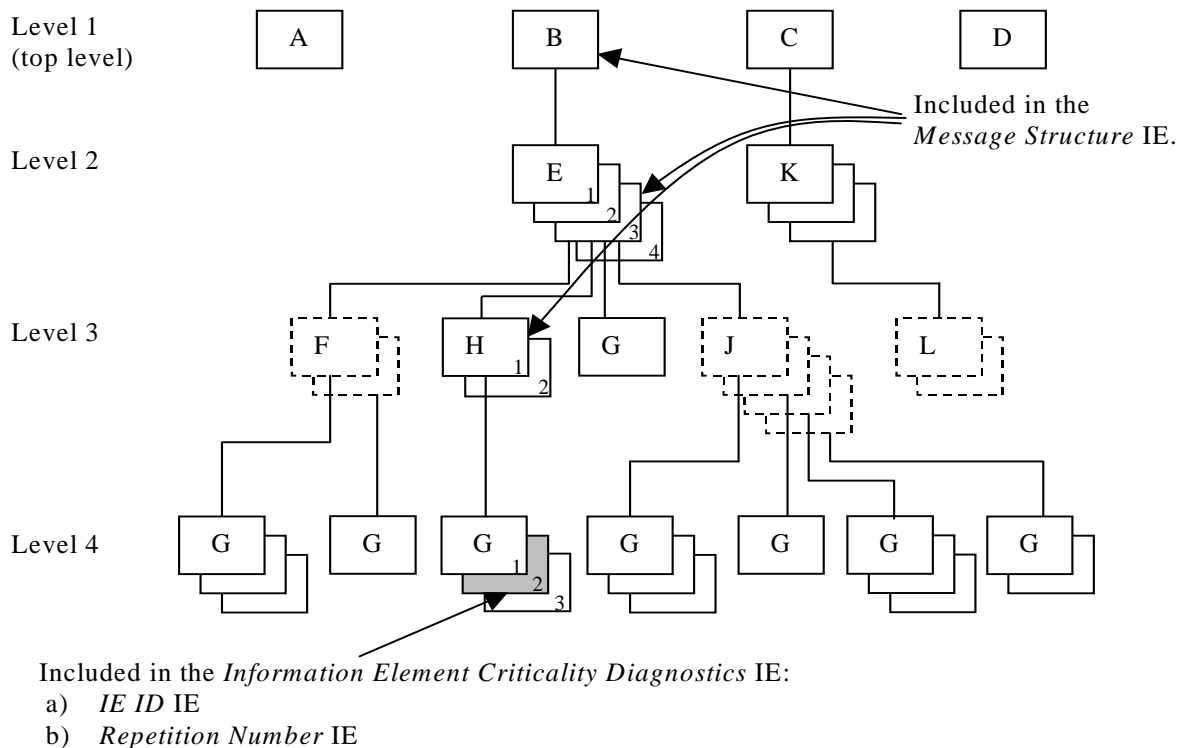 Level 1
(top level)
A
B
C
D
Included in the
Message Structure IE.
Level 2
E
1
2
3
4
K
Level 3
F
H
1
2
G
J
L
Level 4
G
G
G
1
2
3
G
G
G
G
Included in the Information Element Criticality Diagnostics IE:
a) IE ID IE
b) Repetition Number IE